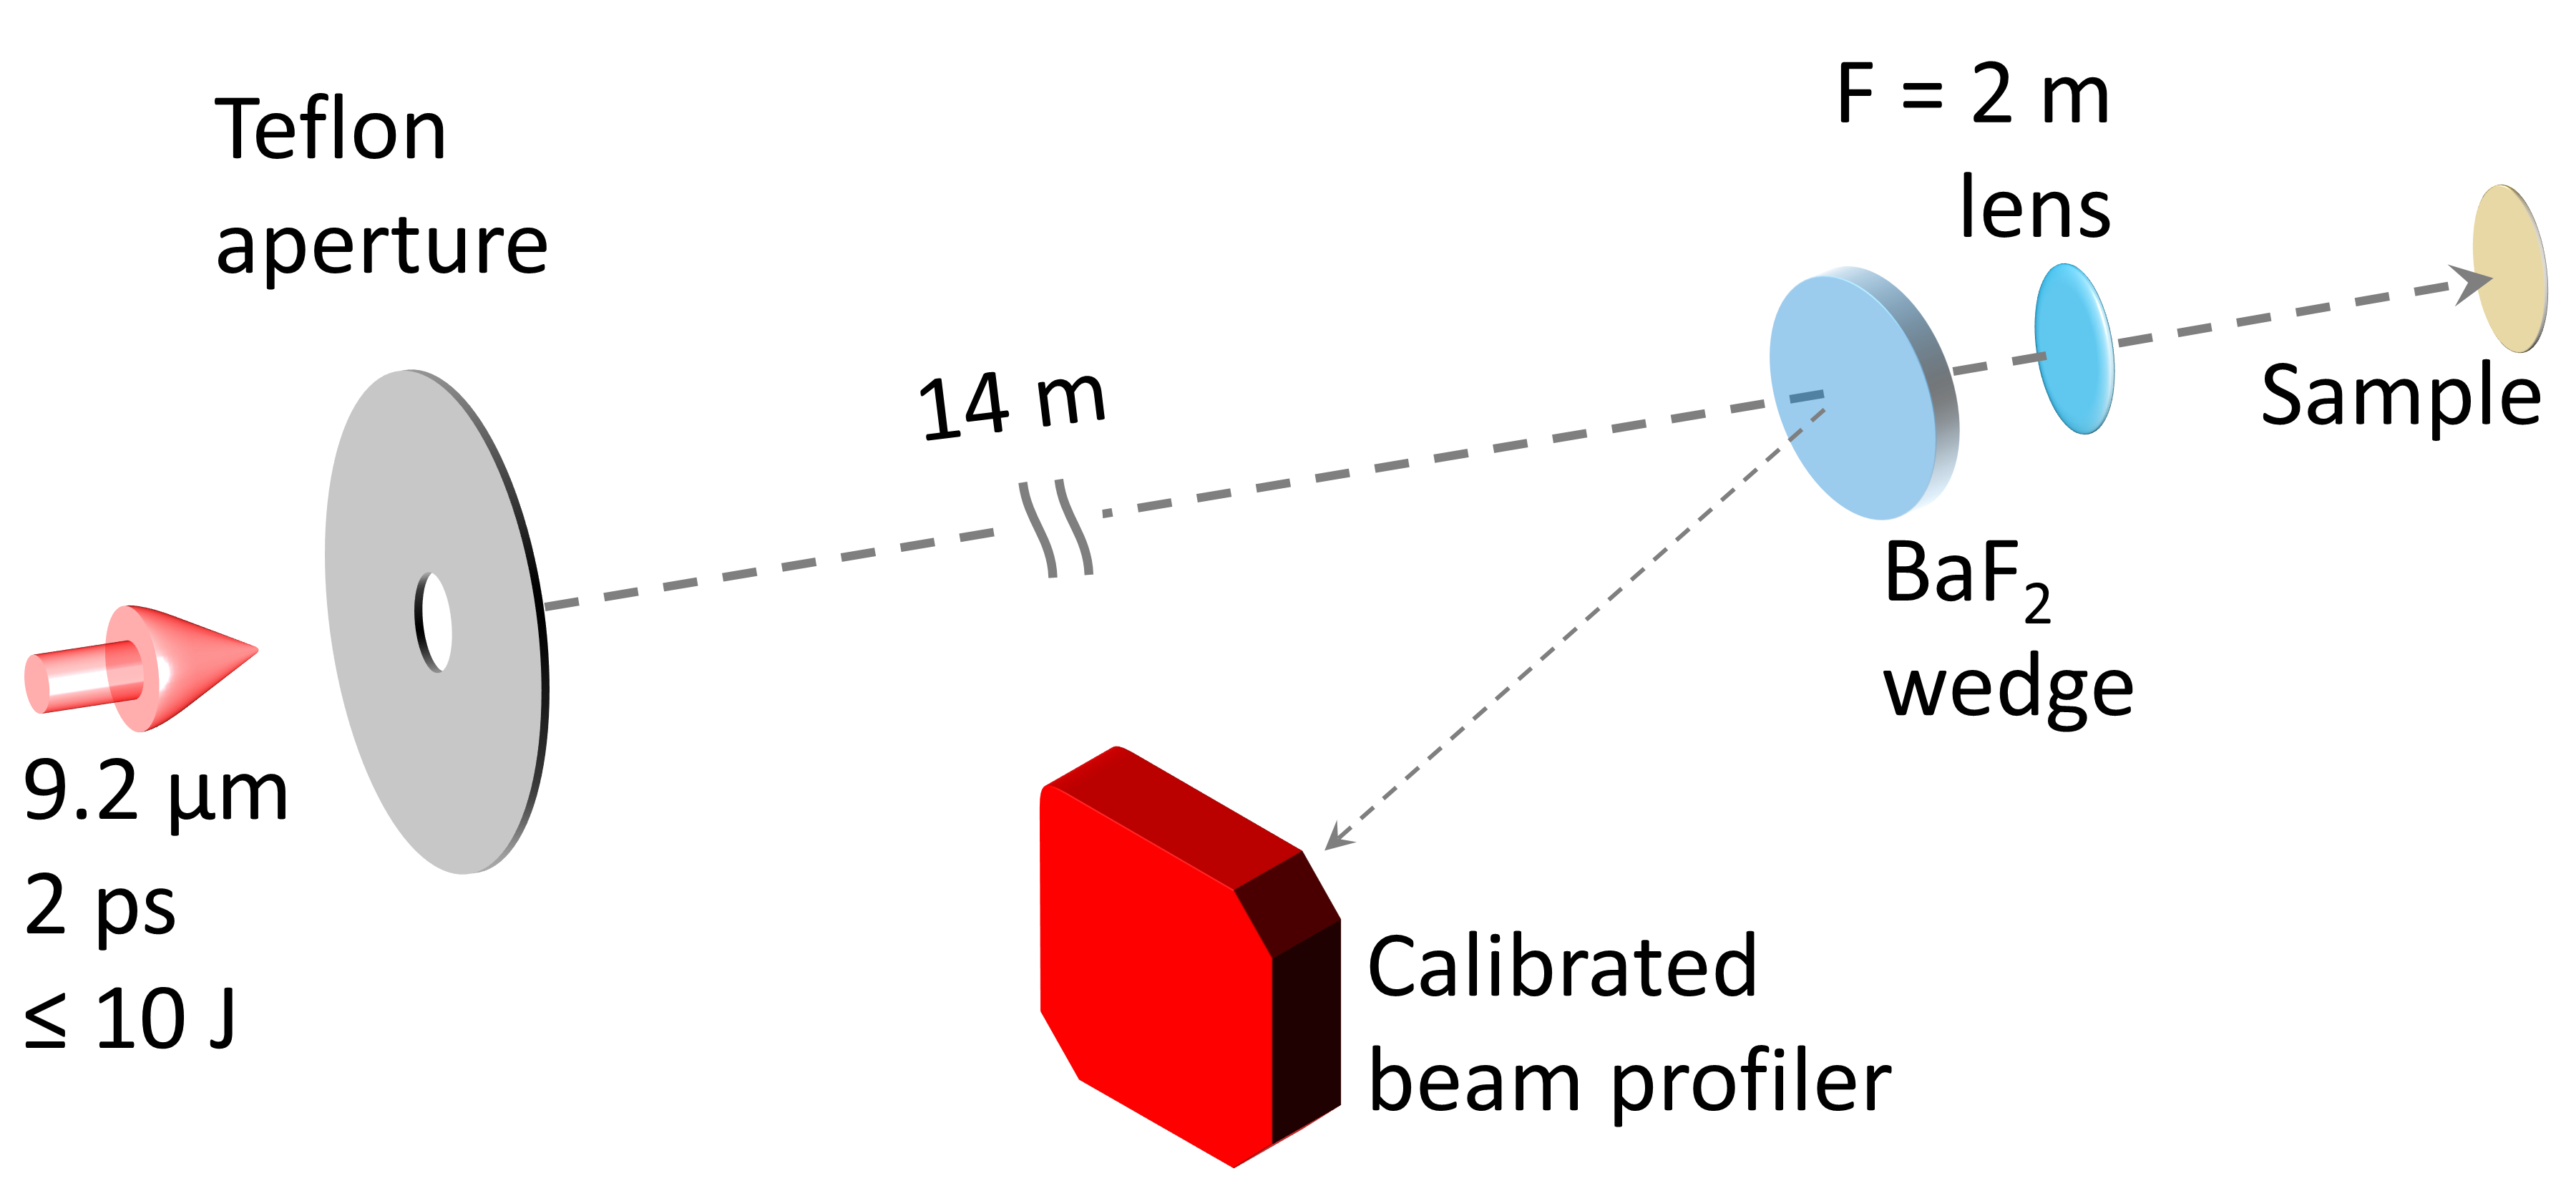 Teflon
aperture
F = 2 m
lens
14 m
Sample
BaF₂
wedge
9.2 µm
2 ps
≤ 10 J
Calibrated
beam profiler